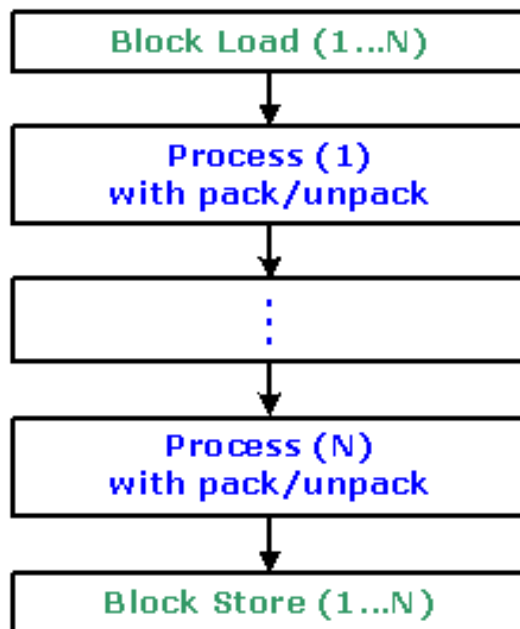 Block Load (1...N)
Process (1)
with pack/unpack
⋮
Process (N)
with pack/unpack
Block Store (1...N)